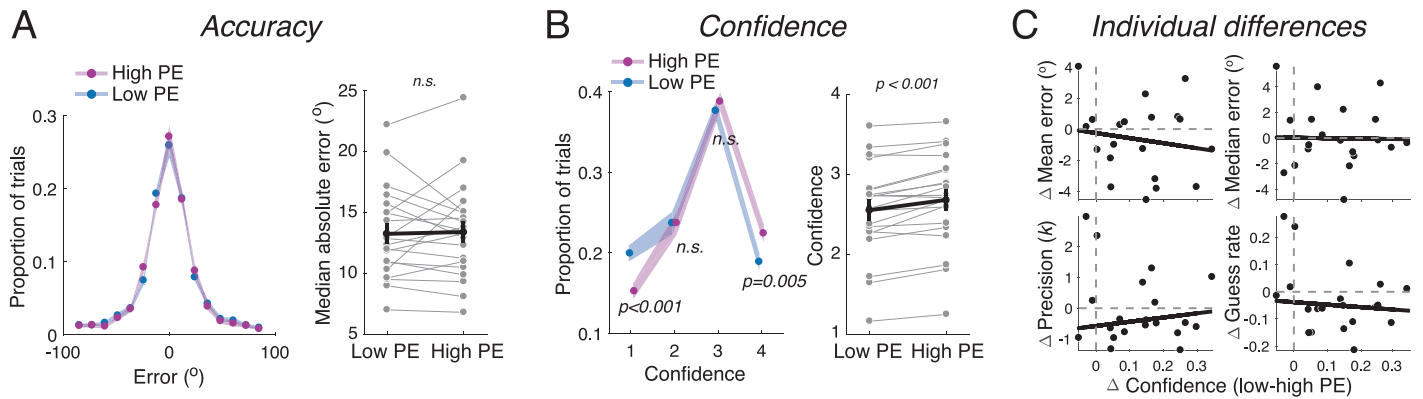 A Accuracy
High PE
Low PE
Proportion of trials
0.3
0.2
0.1
0
-100 0 100
Error (o)
n.s.
Median absolute error (o)
25
20
15
10
5
Low PE High PE
B Confidence
High PE
Low PE
Proportion of trials
0.4
0.3
0.2
0.1
n.s.
n.s.
p<0.001
p=0.005
1 2 3 4
Confidence
p < 0.001
Confidence
4
3
2
1
Low PE High PE
C Individual differences
Δ Mean error (o)
4
2
0
-2
-4
Δ Median error (o)
4
2
0
-2
-4
Δ Precision (k)
2
1
0
-1
0 0.1 0.2 0.3
Δ Guess rate
0.2
0.1
0
-0.1
-0.2
0 0.1 0.2 0.3
Δ Confidence (low-high PE)